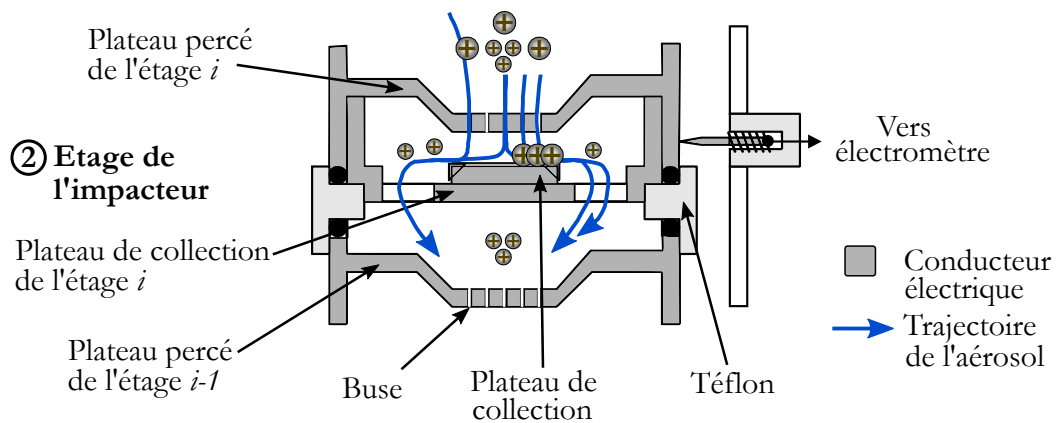 Plateau percé
de l'étage i
② Etage de
l'impacteur
Plateau de collection
de l'étage i
Plateau percé
de l'étage i-1
Buse
Plateau de
collection
Téflon
Vers
électromètre
Conducteur
électrique
Trajectoire
de l'aérosol